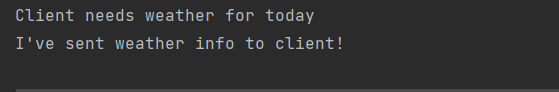 Client needs weather for today
I've sent weather info to client!